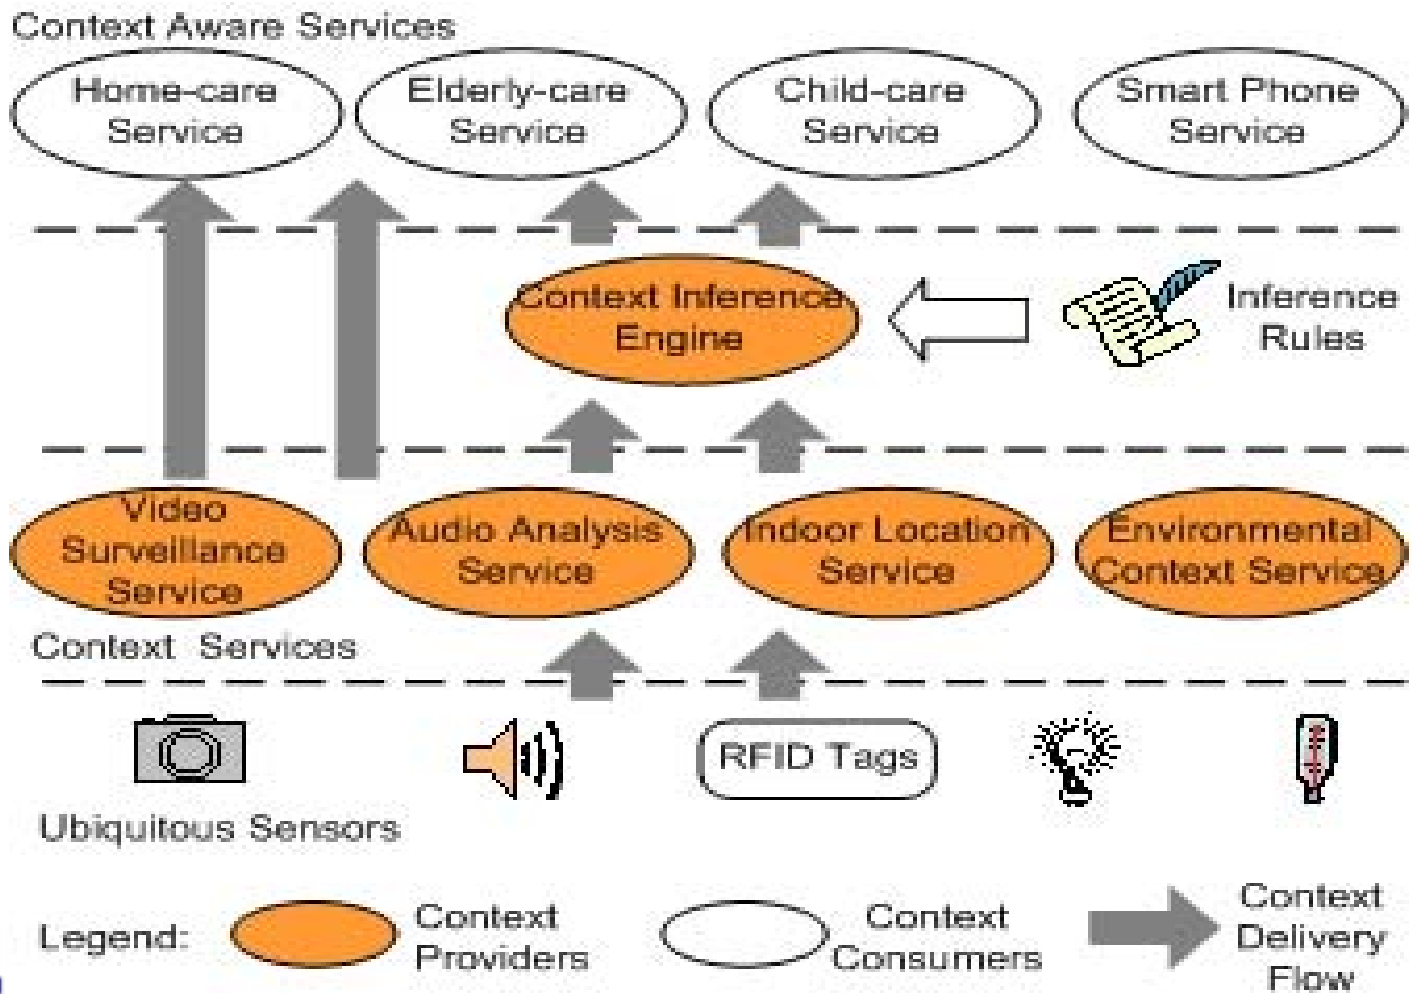 Context Aware Services
Home-care
Service
Elderly-care
Service
Child-care
Service
Smart Phone
Service
Context Inference
Engine
Inference
Rules
Video
Surveillance
Service
Audio Analysis
Service
Indoor Location
Service
Environmental
Context Service
Context Services
RFID Tags
Ubiquitous Sensors
Legend:
Context
Providers
Context
Consumers
Context
Delivery
Flow